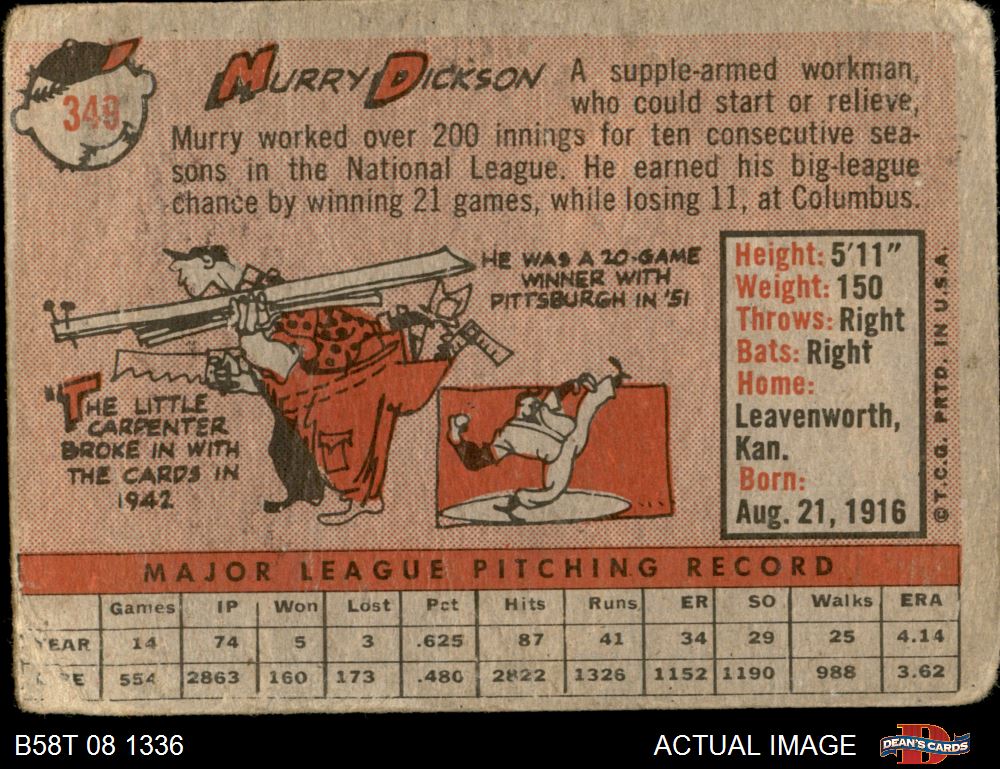 349
MURRY DICKSON
A supple-armed workman,
who could start or relieve,
Murry worked over 200 innings for ten consecutive sea-
sons in the National League. He earned his big-league
chance by winning 21 games, while losing 11, at Columbus.
HE WAS A 20-GAME
WINNER WITH
PITTSBURGH IN '51
"THE LITTLE
CARPENTER
BROKE IN WITH
THE CARDS IN
1942
Height: 5'11"
Weight: 150
Throws: Right
Bats: Right
Home:
Leavenworth,
Kan.
Born:
Aug. 21, 1916
© T.C.G. PRTD. IN U.S.A.
MAJOR LEAGUE PITCHING RECORD
Games IP Won Lost Pct Hits Runs ER SO Walks ERA
YEAR 14 74 5 3 .625 87 41 34 29 25 4.14
554 2863 160 173 .480 2822 1326 1152 1190 988 3.62
B58T 08 1336
ACTUAL IMAGE
DEAN'S CARDS